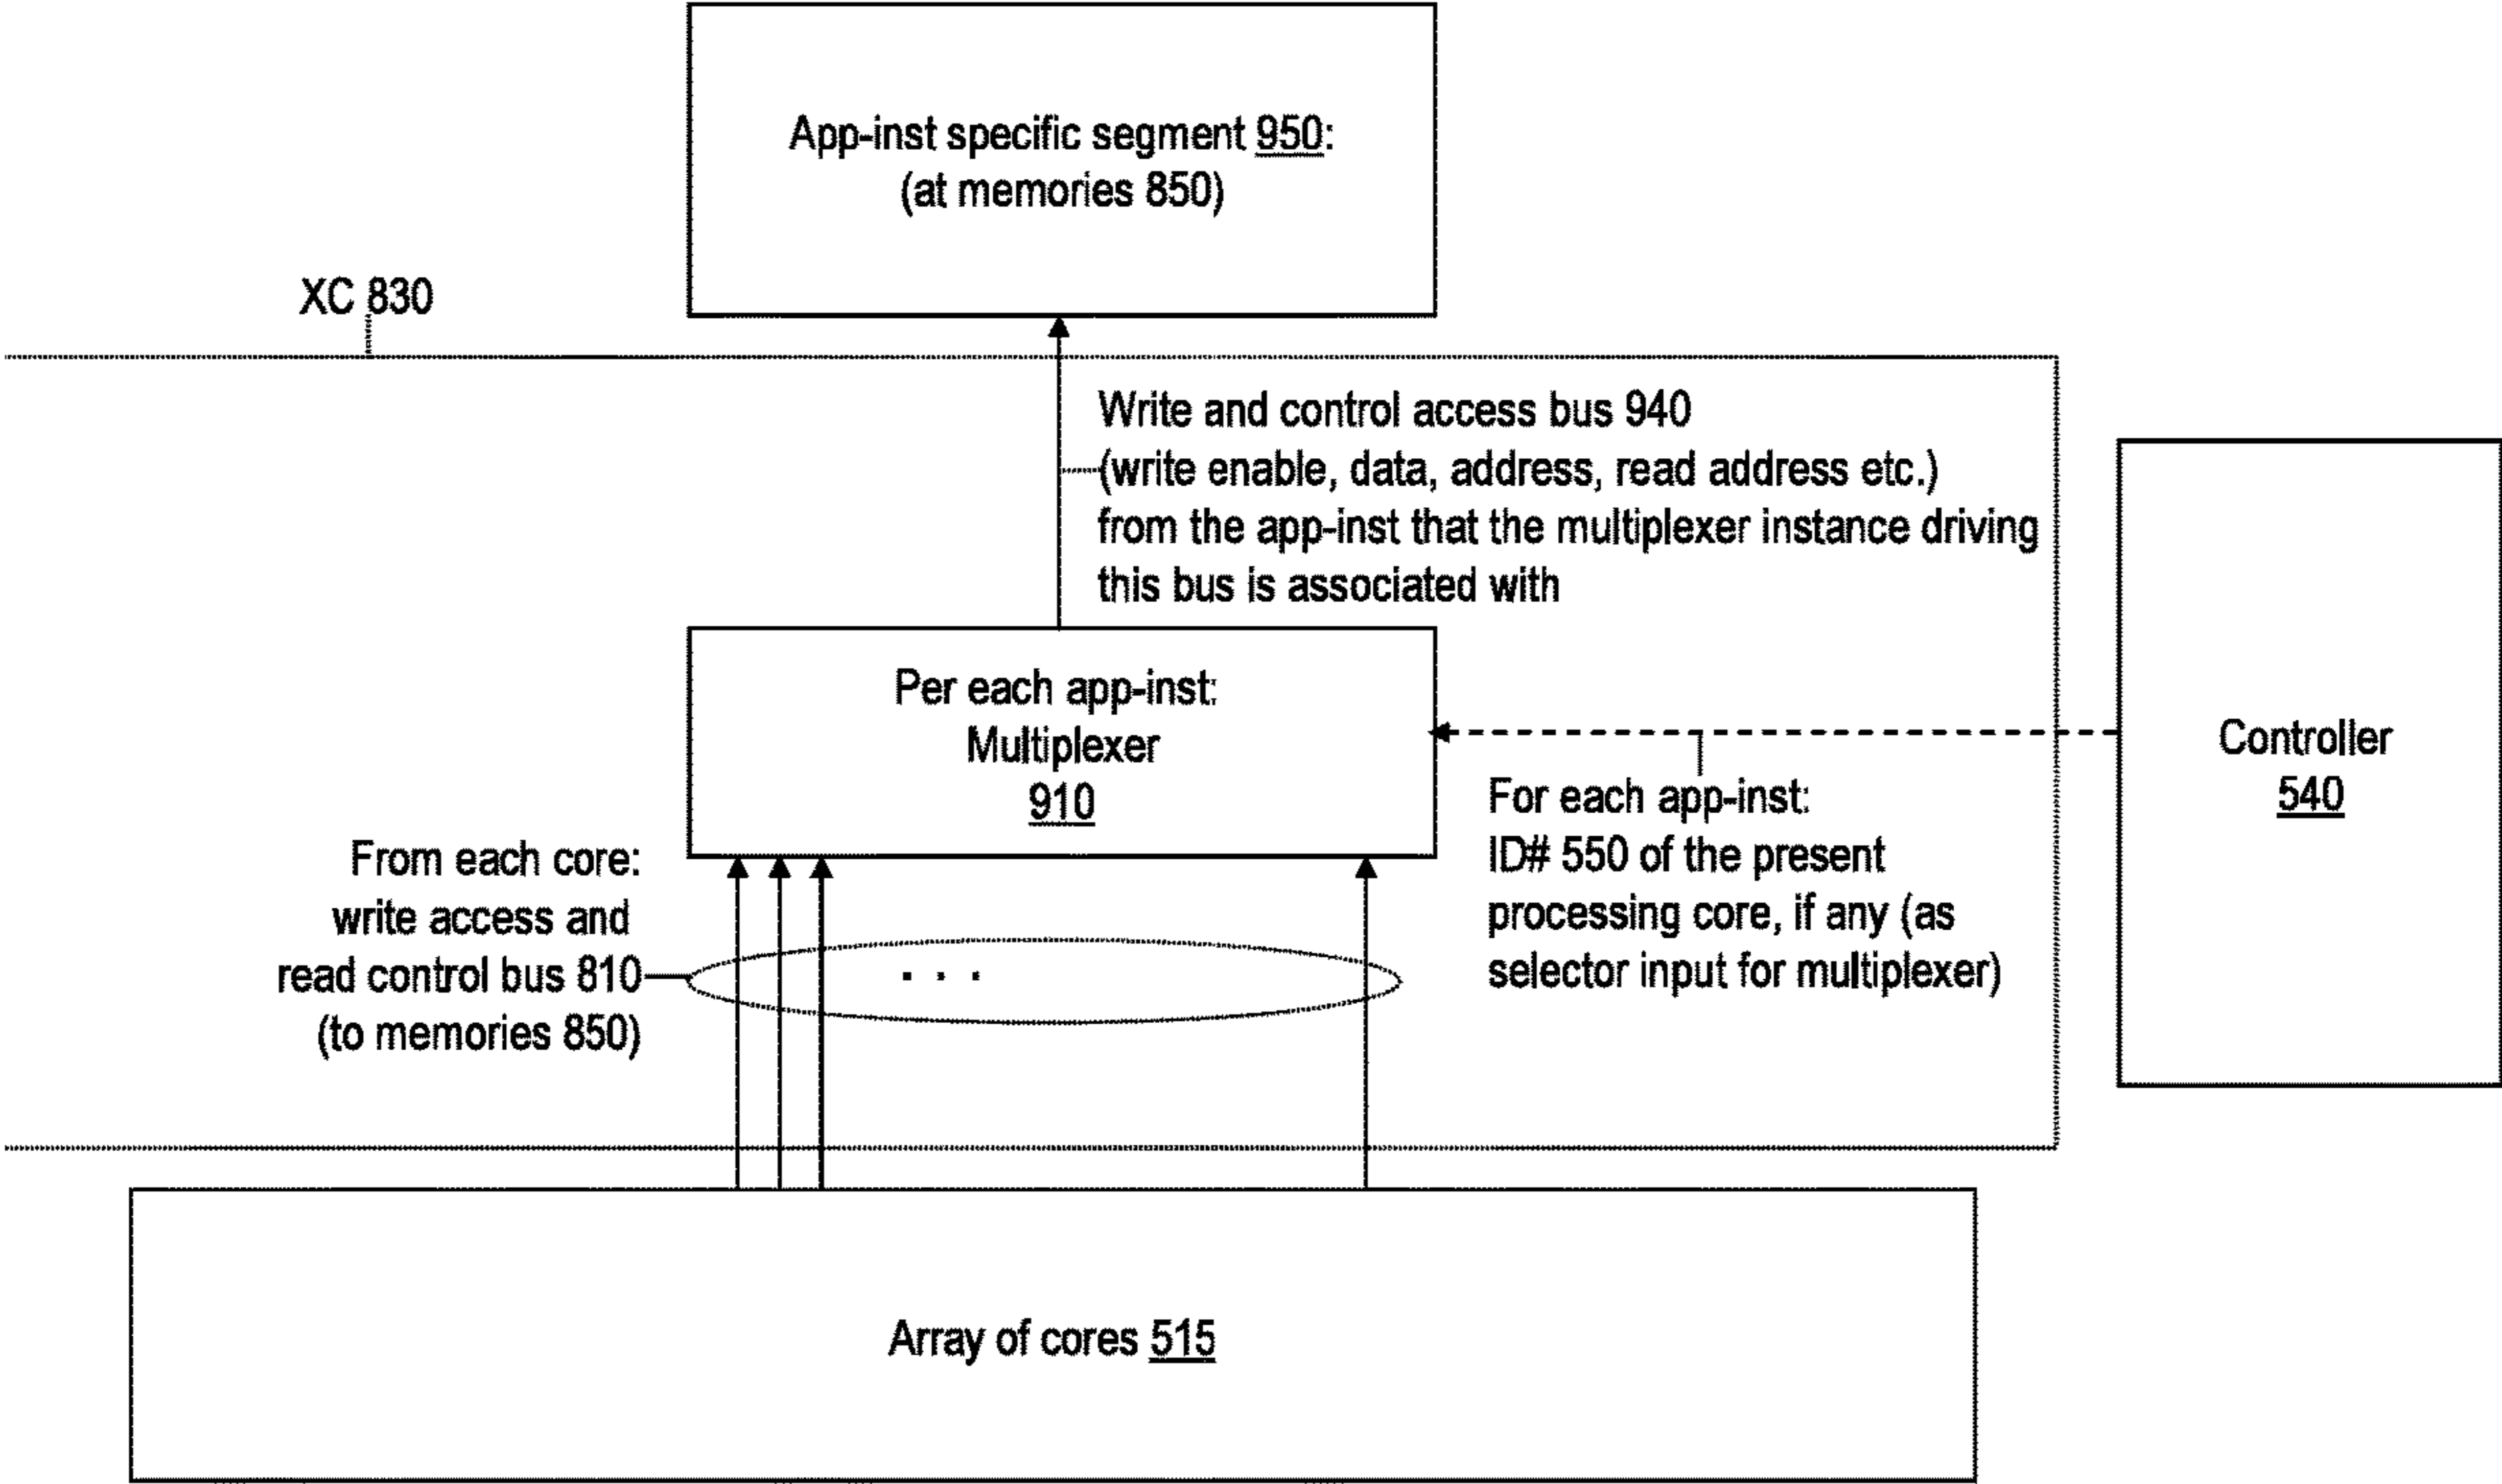 App-inst specific segment 950:
(at memories 850)
XC 830
Write and control access bus 940
(write enable, data, address, read address etc.)
from the app-inst that the multiplexer instance driving
this bus is associated with
Per each app-inst:
Multiplexer
910
Controller
540
For each app-inst:
ID# 550 of the present
processing core, if any (as
selector input for multiplexer)
From each core:
write access and
read control bus 810
(to memories 850)
. . .
Array of cores 515